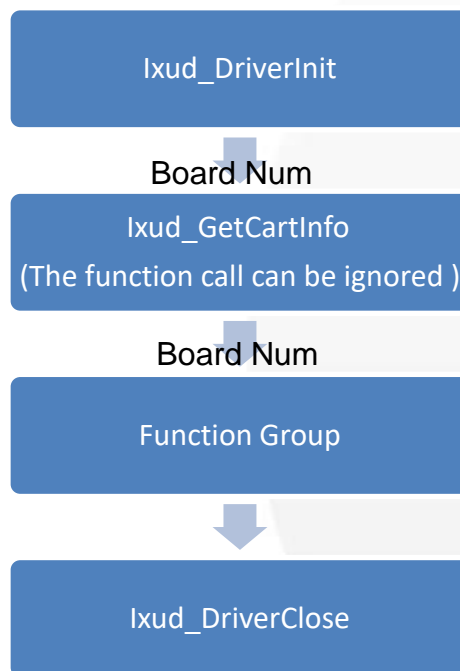 Ixud_DriverInit
Board Num
Ixud_GetCartInfo
(The function call can be ignored )
Board Num
Function Group
Ixud_DriverClose